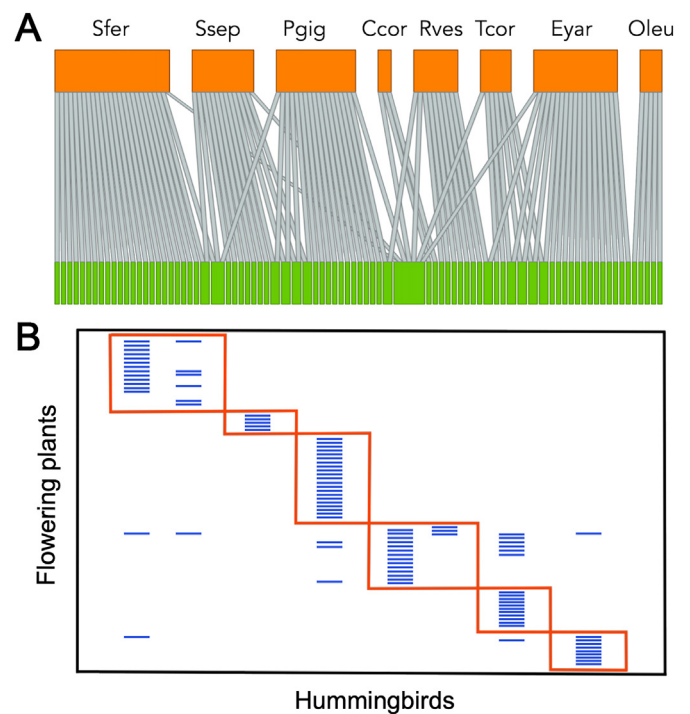 A
Sfer Ssep Pgig Ccor Rves Tcor Eyar Oleu
B
Flowering plants
Hummingbirds